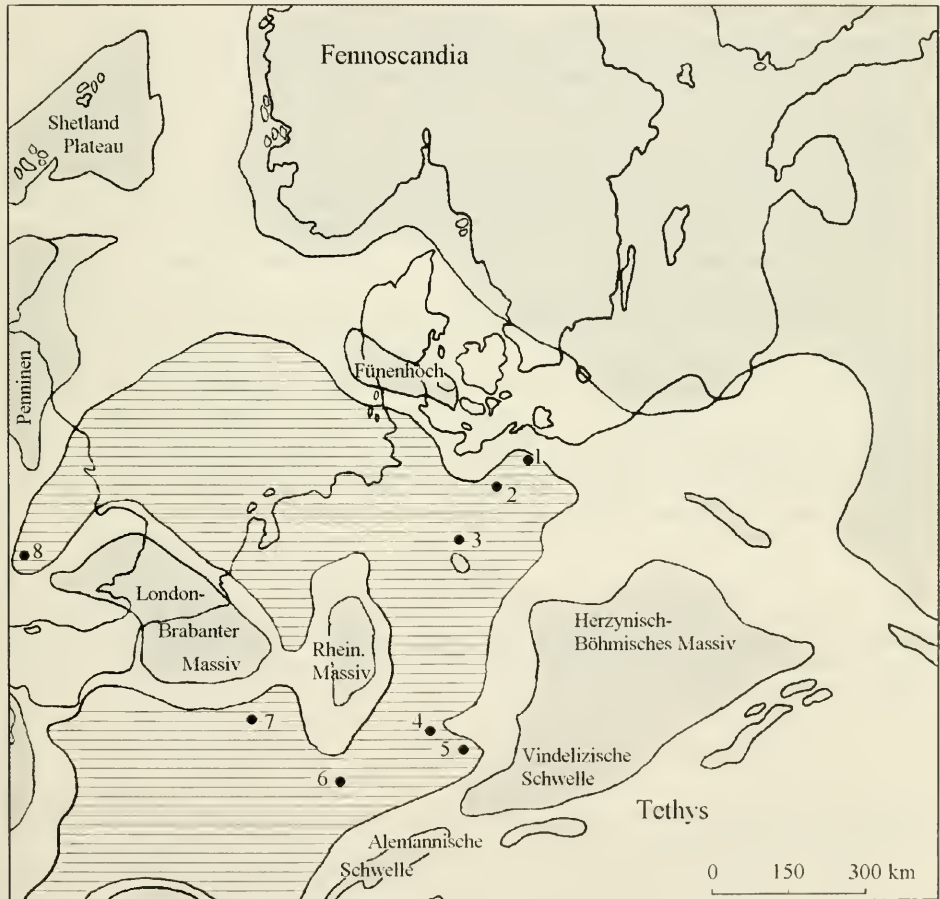 Fennoscandia
Shetland
Plateau
Penninen
Fünenhoch
1
2
3
8
London-
Brabanter
Massiv
Rhein.
Massiv
Herzynisch-
Böhmisches Massiv
7
4
5
6
Vindelizische
Schwelle
Tethys
Alemannische
Schwelle
0 150 300 km